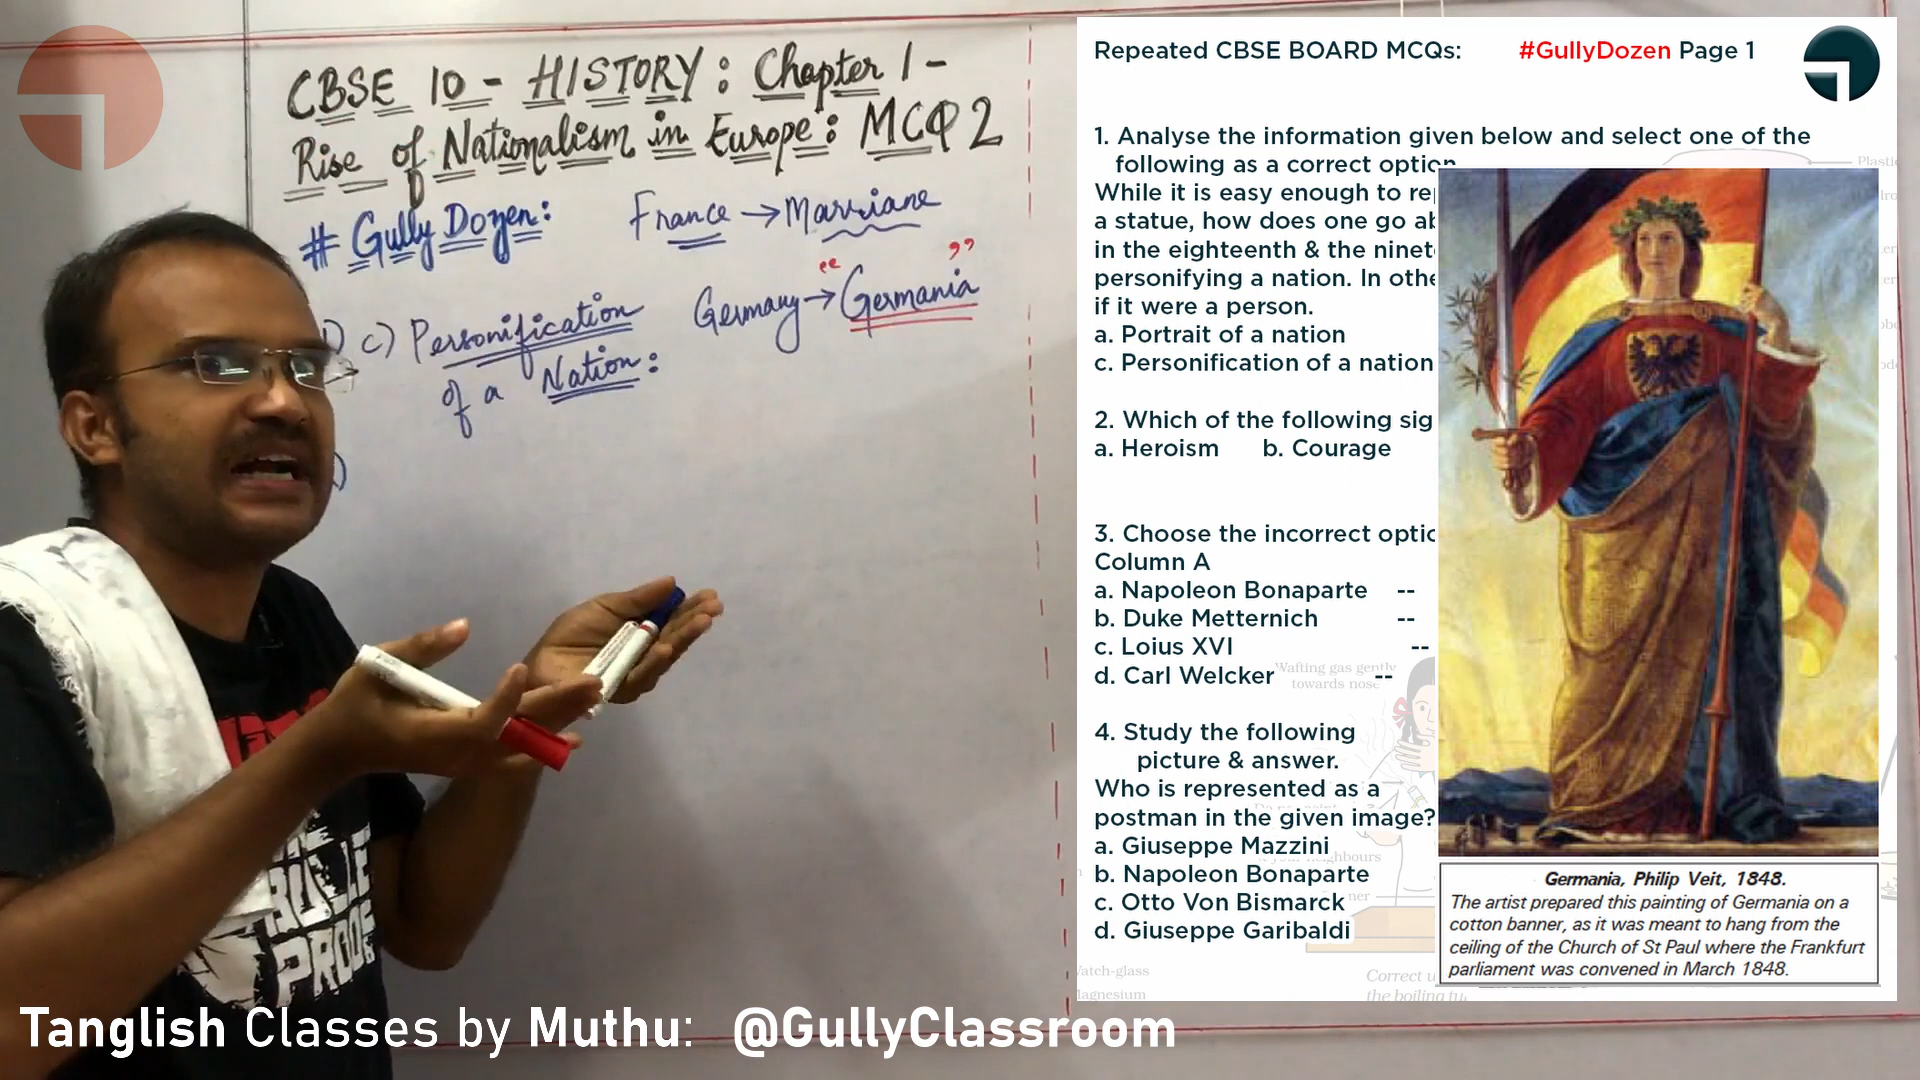 CBSE 10 - HISTORY : Chapter 1 -
Rise of Nationalism in Europe : MCQ 2
# Gully Dozen:
France → Marriane
Germany → "Germania"
1) c) Personification
of a Nation :
Repeated CBSE BOARD MCQs: #GullyDozen Page 1
1. Analyse the information given below and select one of the
following as a correct option
While it is easy enough to
a statue, how does one go
in the eighteenth & the
personifying a nation. In
if it were a person.
a. Portrait of a nation
c. Personification of a nation
2. Which of the following
a. Heroism b. Courage
3. Choose the incorrect
Column A
a. Napoleon Bonaparte --
b. Duke Metternich --
c. Loius XVI --
d. Carl Welcker --
Wafting gas gently
towards nose
4. Study the following
picture & answer.
Who is represented as a
postman in the given image?
a. Giuseppe Mazzini
b. Napoleon Bonaparte
c. Otto Von Bismarck
d. Giuseppe Garibaldi
Germania, Philip Veit, 1848.
The artist prepared this painting of Germania on a
cotton banner, as it was meant to hang from the
ceiling of the Church of St Paul where the Frankfurt
parliament was convened in March 1848.
Tanglish Classes by Muthu: @GullyClassroom